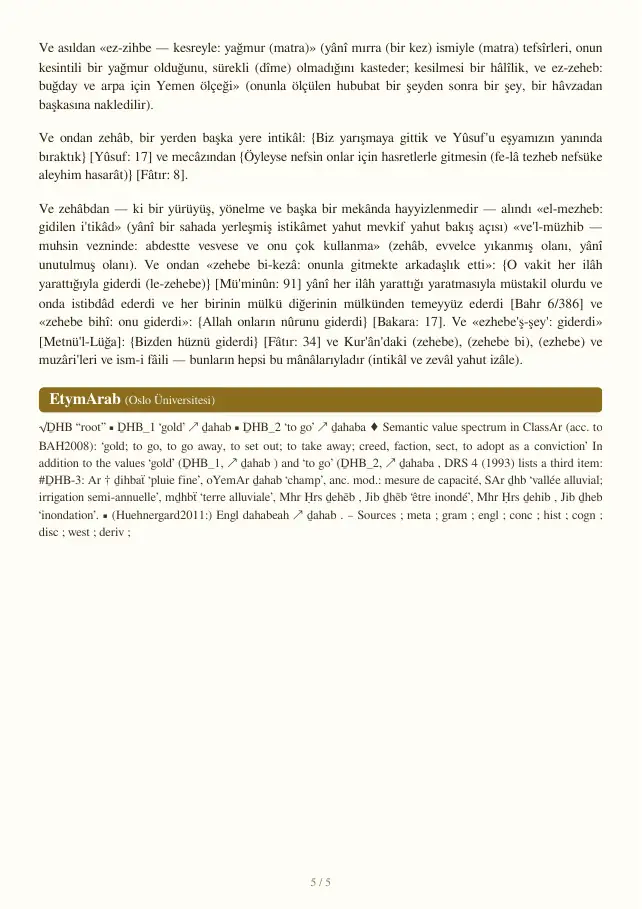 Ve asıldan «ez-zihbe — kesreyle: yağmur (matra)» (yânî mırra (bir kez) ismiyle (matra) tefsîrleri, onun
kesintili bir yağmur olduğunu, sürekli (dîme) olmadığını kasteder; kesilmesi bir hâlîlik, ve ez-zeheb:
buğday ve arpa için Yemen ölçeği» (onunla ölçülen hububat bir şeyden sonra bir şey, bir hâvzadan
başkasına nakledilir).
Ve ondan zehâb, bir yerden başka yere intikâl: {Biz yarışmaya gittik ve Yûsuf'u eşyamızın yanında
bıraktık} [Yûsuf: 17] ve mecâzından {Öyleyse nefsin onlar için hasretlerle gitmesin (fe-lâ tezheb nefsüke
aleyhim hasarât)} [Fâtır: 8].
Ve zehâbdan — ki bir yürüyüş, yönelme ve başka bir mekânda hayyizlenmedir — alındı «el-mezheb:
gidilen i'tikâd» (yânî bir sahada yerleşmiş istikâmet yahut mevkif yahut bakış açısı) «ve'l-müzhib —
muhsin vezninde: abdestte vesvese ve onu çok kullanma» (zehâb, evvelce yıkanmış olanı, yânî
unutulmuş olanı). Ve ondan «zehebe bi-kezâ: onunla gitmekte arkadaşlık etti»: {O vakit her ilâh
yarattığıyla giderdi (le-zehebe)} [Mü'minûn: 91] yânî her ilâh yarattığı yaratmasıyla müstakil olurdu ve
onda istibdâd ederdi ve her birinin mülkü diğerinin mülkünden temeyyüz ederdi [Bahr 6/386] ve
«zehebe bihî: onu giderdi»: {Allah onların nûrunu giderdi} [Bakara: 17]. Ve «ezhebe'ş-şey': giderdi»
[Metnü'l-Lüğa]: {Bizden hüznü giderdi} [Fâtır: 34] ve Kur'ân'daki (zehebe), (zehebe bi), (ezhebe) ve
muzâri'leri ve ism-i fâili — bunların hepsi bu mânâlarıyladır (intikâl ve zevâl yahut izâle).
EtymArab (Oslo Üniversitesi)
√ḎHB “root” ▪ ḎHB_1 ‘gold’ ↗ ḏahab ▪ ḎHB_2 ‘to go’ ↗ ḏahaba ♦ Semantic value spectrum in ClassAr (acc. to
BAH2008): ‘gold; to go, to go away, to set out; to take away; creed, faction, sect, to adopt as a conviction’ In
addition to the values ‘gold’ (ḎHB_1, ↗ ḏahab ) and ‘to go’ (ḎHB_2, ↗ ḏahaba , DRS 4 (1993) lists a third item:
#ḎHB-3: Ar † ḏihbaẗ ‘pluie fine’, oYemAr ḏahab ‘champ’, anc. mod.: mesure de capacité, SAr ḏhb ‘vallée alluvial;
irrigation semi-annuelle’, mḏhbẗ ‘terre alluviale’, Mhr Ḥrs ḏehēb , Jib ḏhēb ‘être inondé’, Mhr Ḥrs ḏehib , Jib ḏheb
‘inondation’. ▪ (Huehnergard2011:) Engl dahabeah ↗ ḏahab . – Sources ; meta ; gram ; engl ; conc ; hist ; cogn ;
disc ; west ; deriv ;
5 / 5